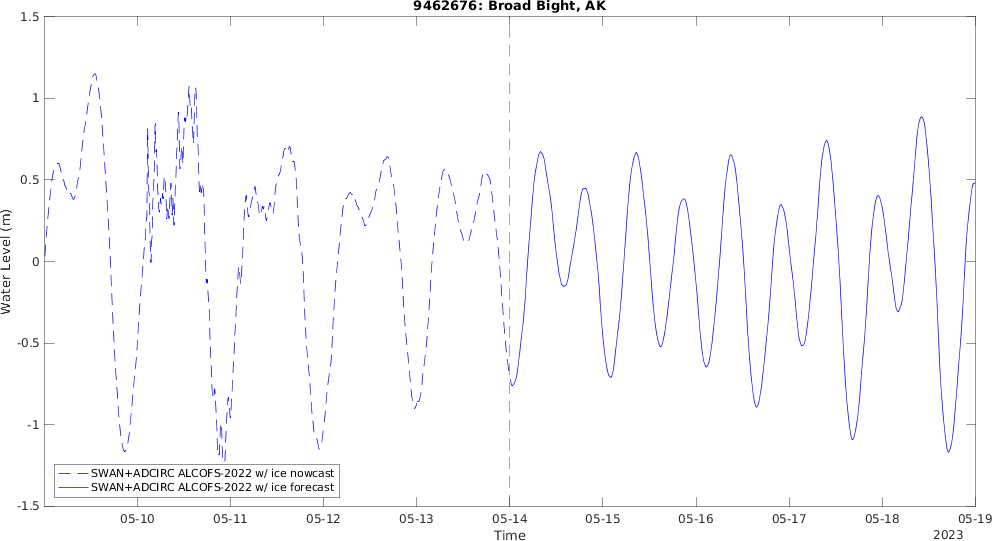 9462676: Broad Bight, AK
1.5
1
0.5
0
-0.5
-1
-1.5
Water Level (m)
SWAN+ADCIRC ALCOFS-2022 w/ ice nowcast
SWAN+ADCIRC ALCOFS-2022 w/ ice forecast
05-10 05-11 05-12 05-13 05-14 05-15 05-16 05-17 05-18 05-19
Time
2023